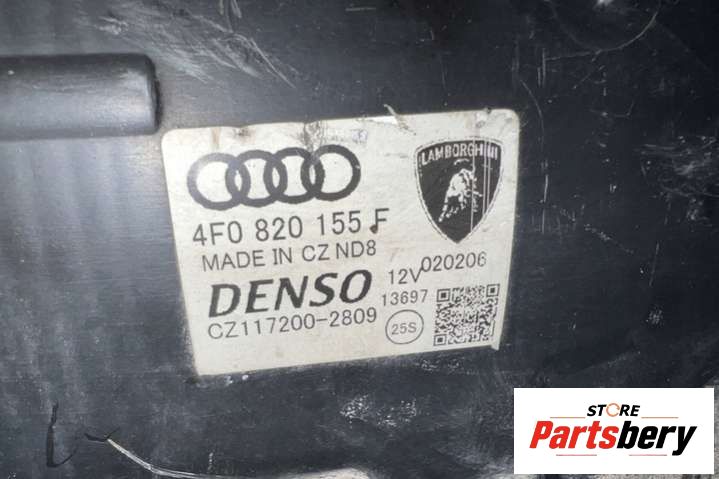 LAMBORGHINI
4F0 820 155 F
MADE IN CZ ND8
12V 020206
DENSO
13697
CZ117200-2809
25S
STORE
Partsbery